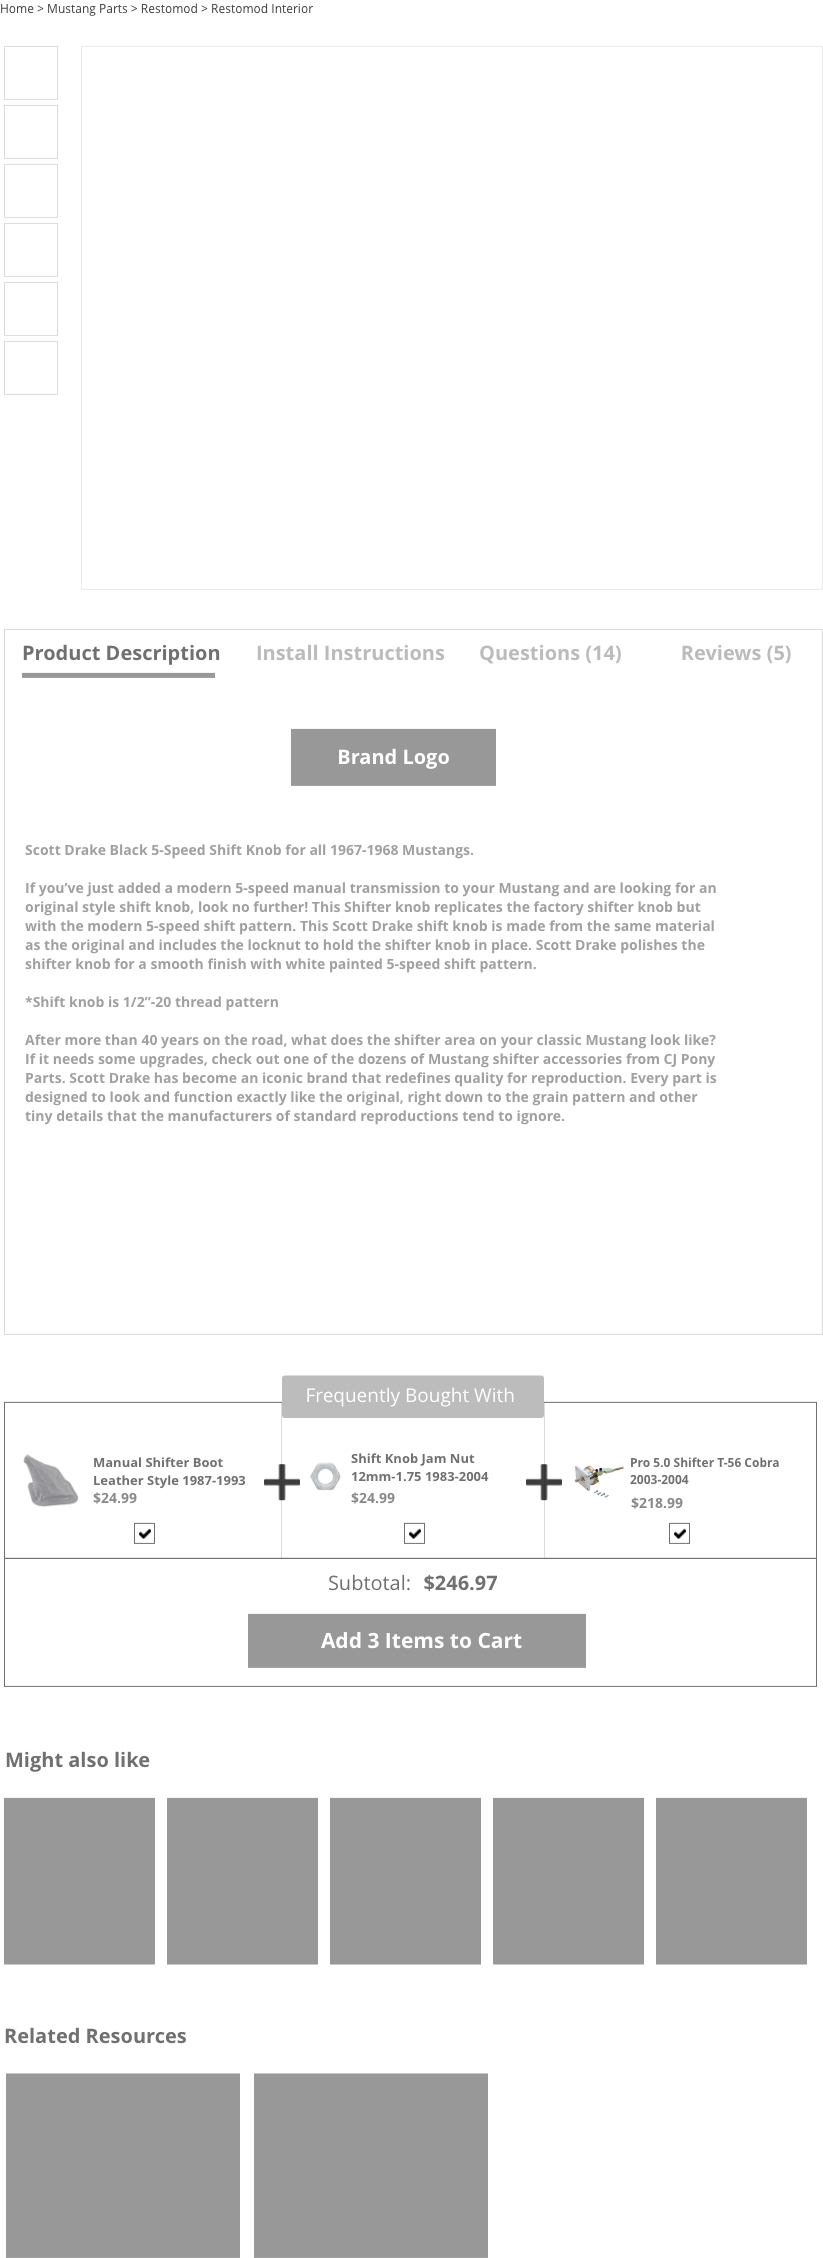 Home > Mustang Parts > Restomod > Restomod Interior
Product Description
Install Instructions
Questions (14)
Reviews (5)
Brand Logo
Scott Drake Black 5-Speed Shift Knob for all 1967-1968 Mustangs.
If you’ve just added a modern 5-speed manual transmission to your Mustang and are looking for an
original style shift knob, look no further! This Shifter knob replicates the factory shifter knob but
with the modern 5-speed shift pattern. This Scott Drake shift knob is made from the same material
as the original and includes the locknut to hold the shifter knob in place. Scott Drake polishes the
shifter knob for a smooth finish with white painted 5-speed shift pattern.
*Shift knob is 1/2”-20 thread pattern
After more than 40 years on the road, what does the shifter area on your classic Mustang look like?
If it needs some upgrades, check out one of the dozens of Mustang shifter accessories from CJ Pony
Parts. Scott Drake has become an iconic brand that redefines quality for reproduction. Every part is
designed to look and function exactly like the original, right down to the grain pattern and other
tiny details that the manufacturers of standard reproductions tend to ignore.
Frequently Bought With
Manual Shifter Boot
Leather Style 1987-1993
$24.99
Shift Knob Jam Nut
12mm-1.75 1983-2004
$24.99
Pro 5.0 Shifter T-56 Cobra
2003-2004
$218.99
Subtotal: $246.97
Add 3 Items to Cart
Might also like
Related Resources